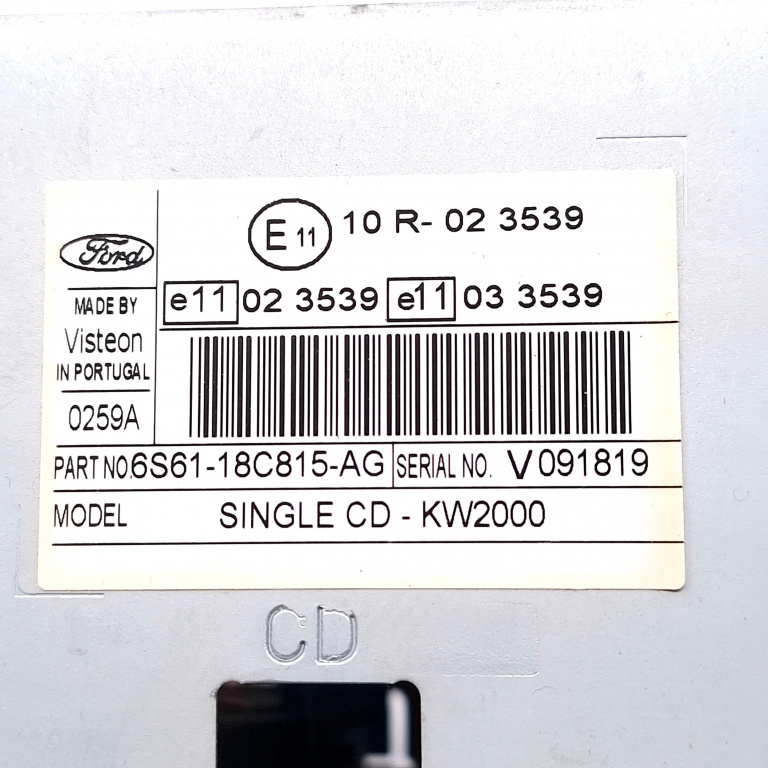 Ford
E 11 10 R- 02 3539
e11 02 3539 e11 03 3539
MADE BY
Visteon
IN PORTUGAL
0259A
PART NO. 6S61-18C815-AG SERIAL NO. V091819
MODEL SINGLE CD - KW2000
CD